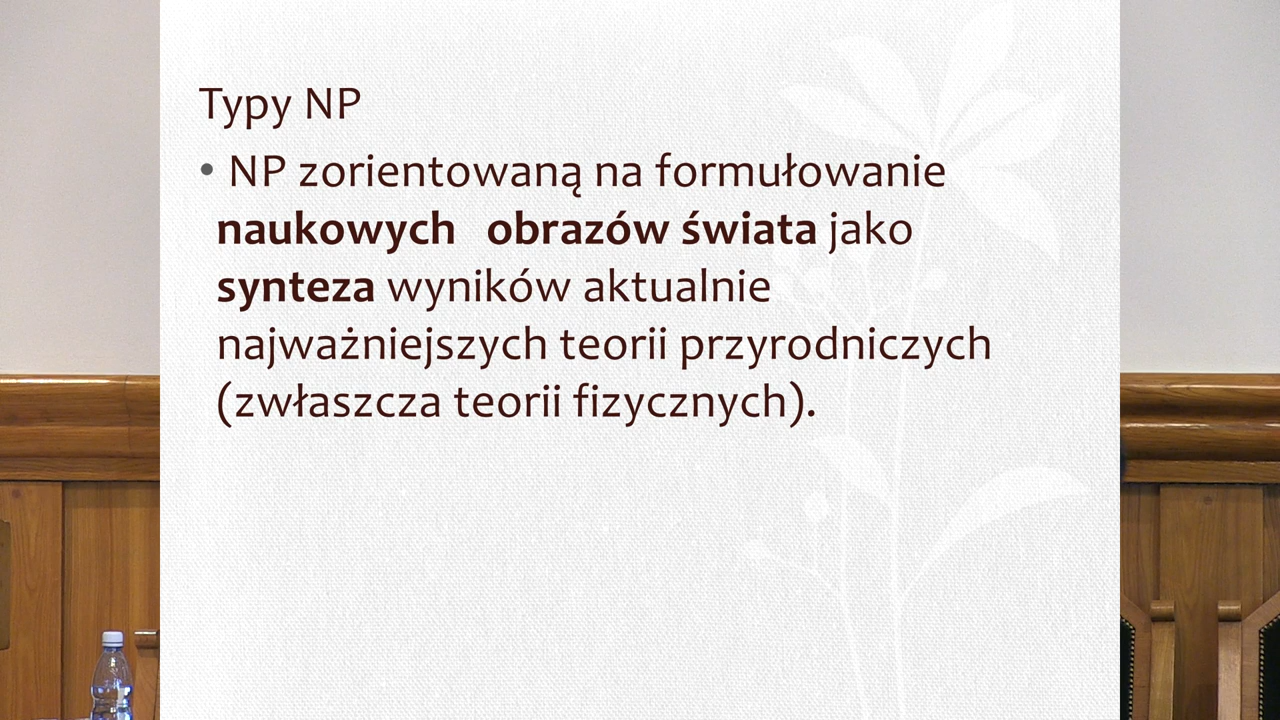 Typy NP
• NP zorientowaną na formułowanie
naukowych obrazów świata jako
synteza wyników aktualnie
najważniejszych teorii przyrodniczych
(zwłaszcza teorii fizycznych).